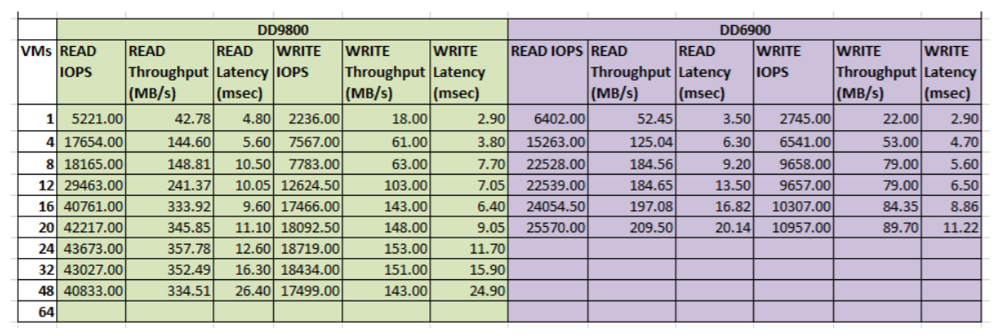 DD9800 DD6900
VMs READ IOPS READ Throughput (MB/s) READ Latency (msec) WRITE IOPS WRITE Throughput (MB/s) WRITE Latency (msec) READ IOPS READ Throughput (MB/s) READ Latency (msec) WRITE IOPS WRITE Throughput (MB/s) WRITE Latency (msec)
1 5221.00 42.78 4.80 2236.00 18.00 2.90 6402.00 52.45 3.50 2745.00 22.00 2.90
4 17654.00 144.60 5.60 7567.00 61.00 3.80 15263.00 125.04 6.30 6541.00 53.00 4.70
8 18165.00 148.81 10.50 7783.00 63.00 7.70 22528.00 184.56 9.20 9658.00 79.00 5.60
12 29463.00 241.37 10.05 12624.50 103.00 7.05 22539.00 184.65 13.50 9657.00 79.00 6.50
16 40761.00 333.92 9.60 17466.00 143.00 6.40 24054.50 197.08 16.82 10307.00 84.35 8.86
20 42217.00 345.85 11.10 18092.50 148.00 9.05 25570.00 209.50 20.14 10957.00 89.70 11.22
24 43673.00 357.78 12.60 18719.00 153.00 11.70
32 43027.00 352.49 16.30 18434.00 151.00 15.90
48 40833.00 334.51 26.40 17499.00 143.00 24.90
64